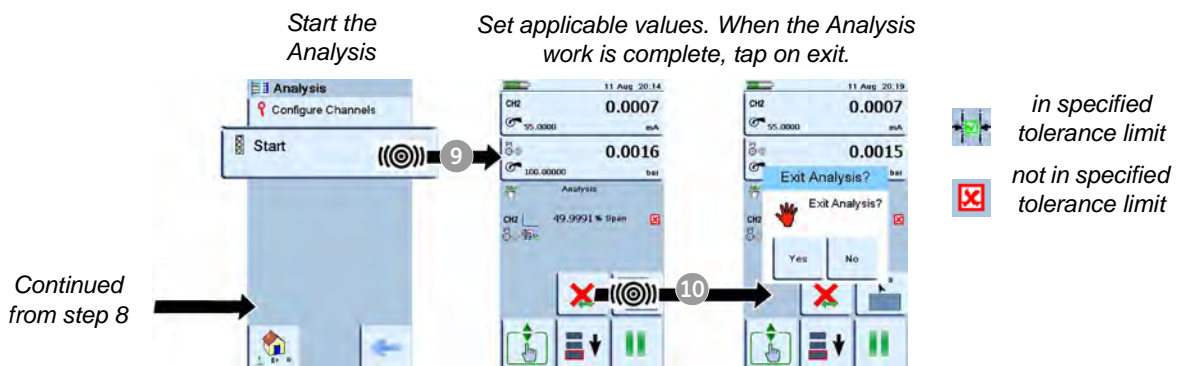 Start the
Analysis
Set applicable values. When the Analysis
work is complete, tap on exit.
Analysis
Configure Channels
Start
9
11 Aug 20:14
CH2
0.0007
55.0000
mA
0.0016
100.00000
bar
Analysis
CH2
49.9991 % Span
10
11 Aug 20:19
CH2
0.0007
55.0000
mA
0.0015
bar
Exit Analysis?
Exit Analysis?
CH2
Yes
No
in specified
tolerance limit
not in specified
tolerance limit
Continued
from step 8